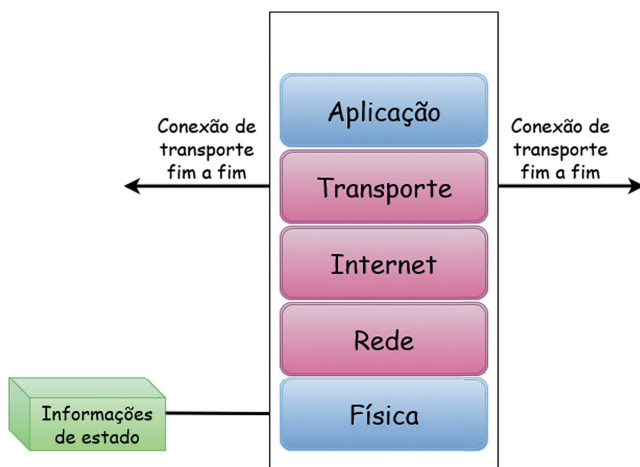 Aplicação
Conexão de
transporte
fim a fim
Conexão de
transporte
fim a fim
Transporte
Internet
Rede
Física
Informações
de estado